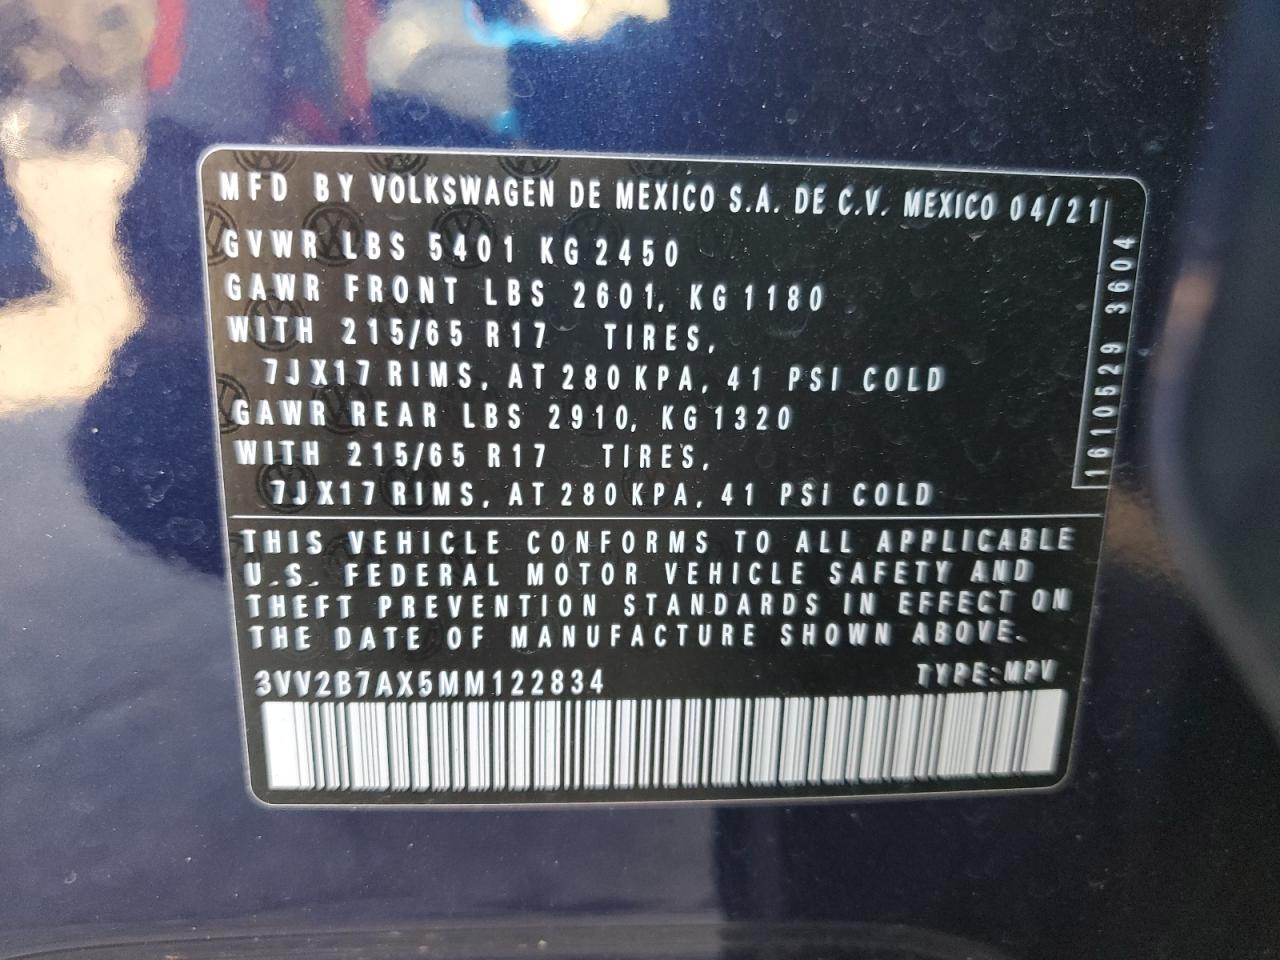 MFD BY VOLKSWAGEN DE MEXICO S.A. DE C.V. MEXICO 04/21
GVWR LBS 5401 KG 2450
GAWR FRONT LBS 2601, KG 1180
WITH 215/65 R17 TIRES,
7JX17 RIMS, AT 280 KPA, 41 PSI COLD
GAWR REAR LBS 2910, KG 1320
WITH 215/65 R17 TIRES,
7JX17 RIMS, AT 280 KPA, 41 PSI COLD
1610529 3604
THIS VEHICLE CONFORMS TO ALL APPLICABLE
U.S. FEDERAL MOTOR VEHICLE SAFETY AND
THEFT PREVENTION STANDARDS IN EFFECT ON
THE DATE OF MANUFACTURE SHOWN ABOVE.
3VV2B7AX5MM122834 TYPE: MPV